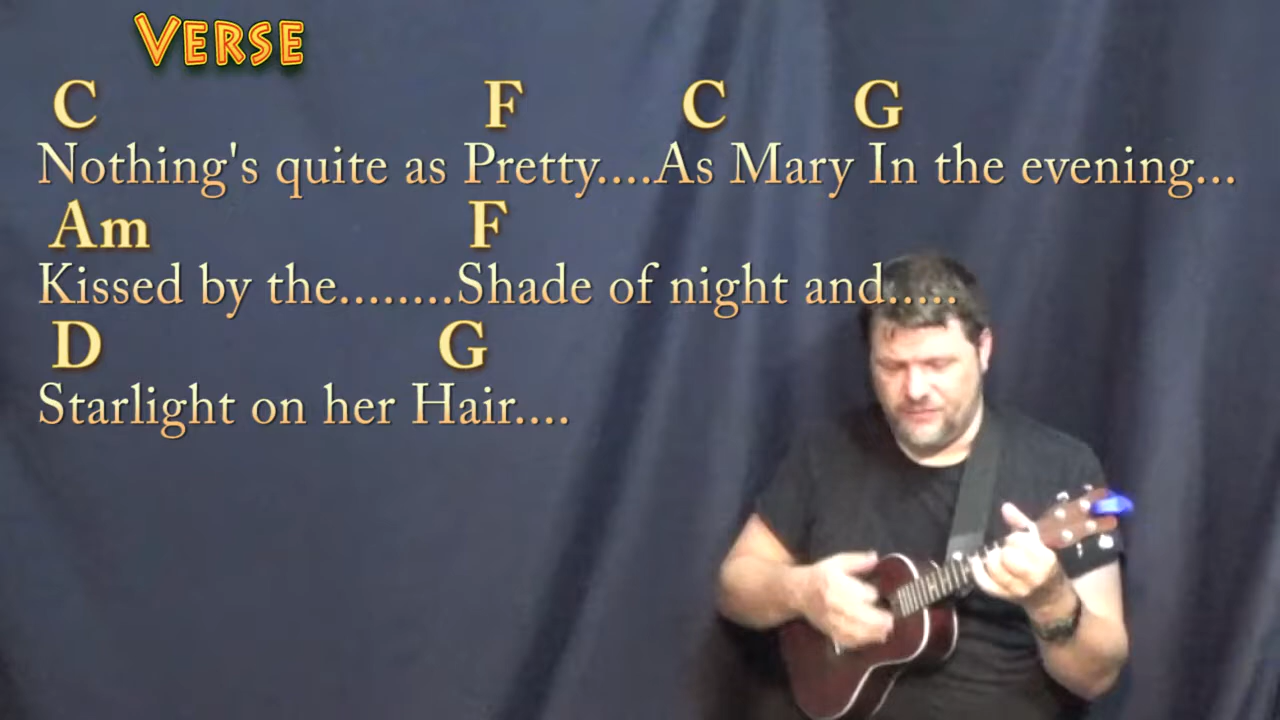 VERSE
C F C G
Nothing's quite as Pretty....As Mary In the evening...
Am F
Kissed by the........Shade of night and.....
D G
Starlight on her Hair....